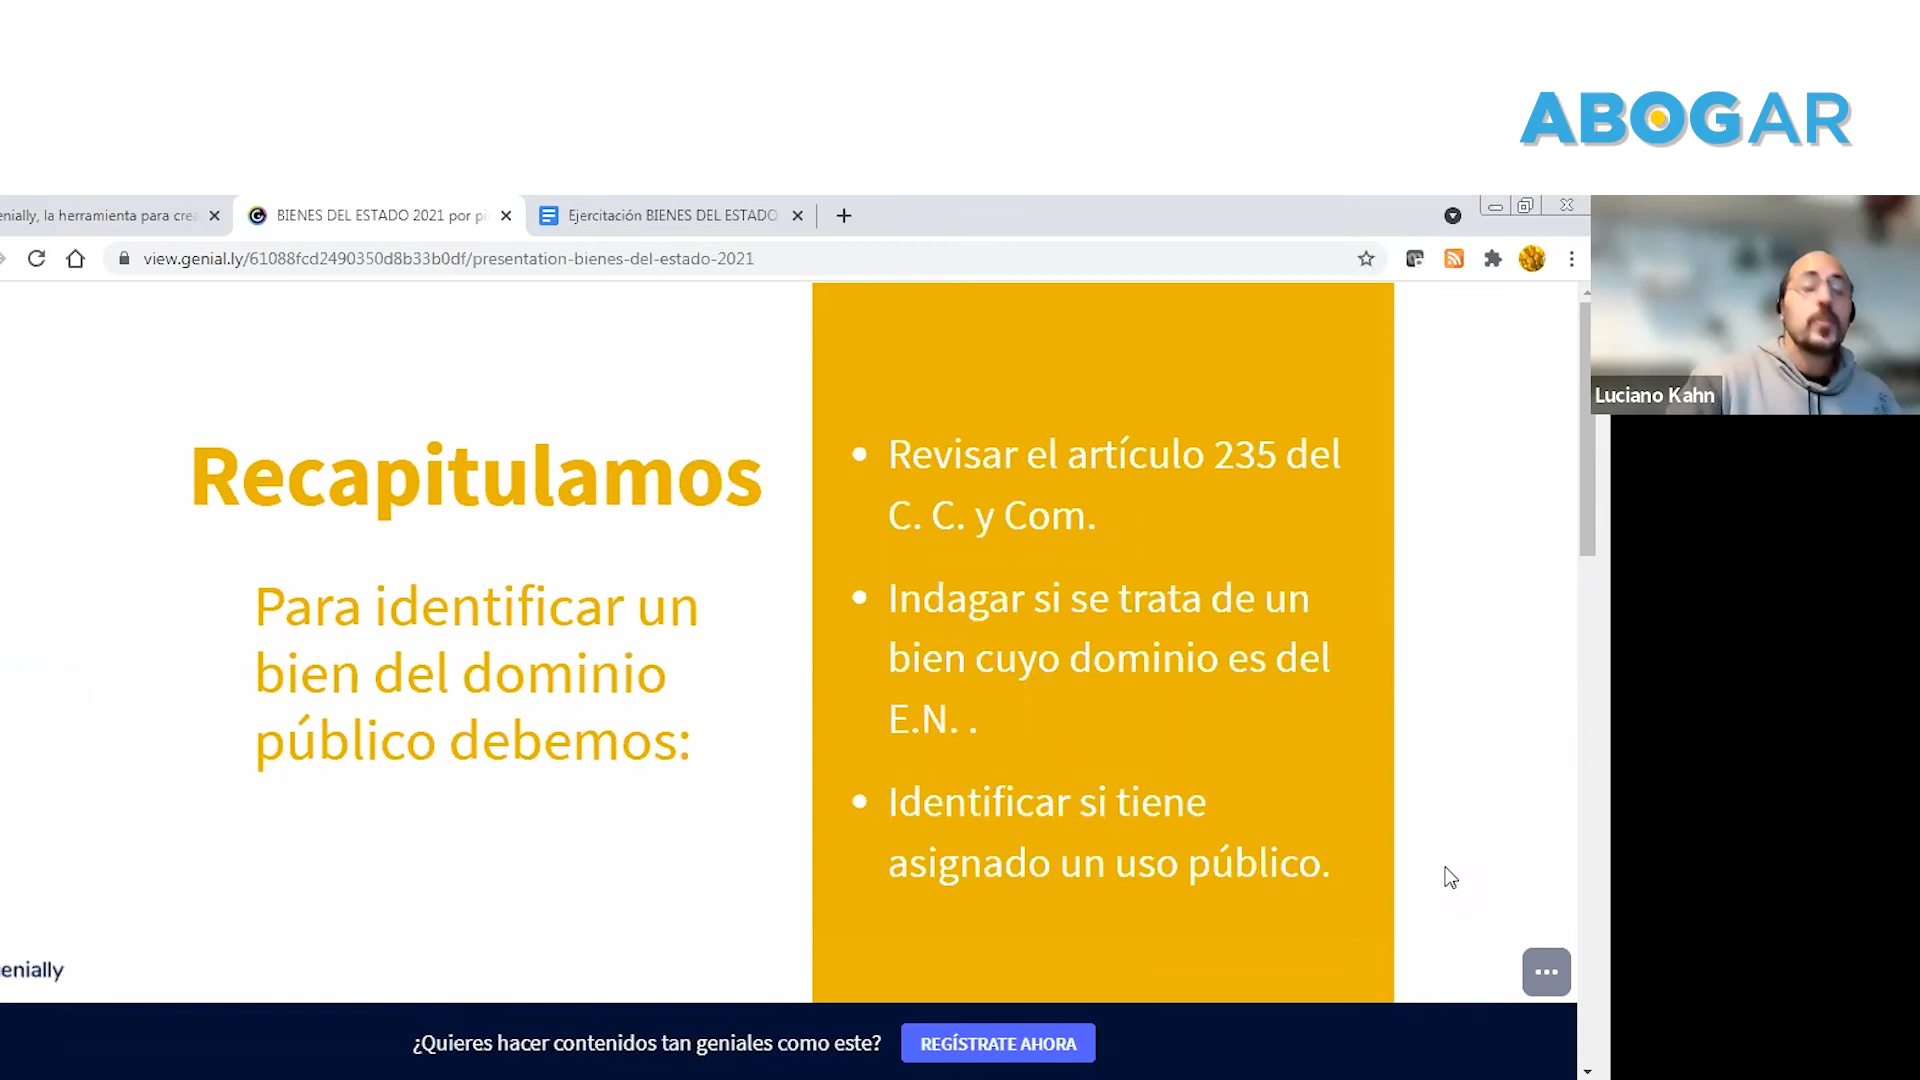 ABOGAR
enially, la herramienta para crea
BIENES DEL ESTADO 2021 por pi
Ejercitación BIENES DEL ESTADO
view.genial.ly/61088fcd2490350d8b33b0df/presentation-bienes-del-estado-2021
Luciano Kahn
Recapitulamos
Para identificar un
bien del dominio
público debemos:
• Revisar el artículo 235 del
C. C. y Com.
• Indagar si se trata de un
bien cuyo dominio es del
E.N. .
• Identificar si tiene
asignado un uso público.
enially
¿Quieres hacer contenidos tan geniales como este?
REGÍSTRATE AHORA